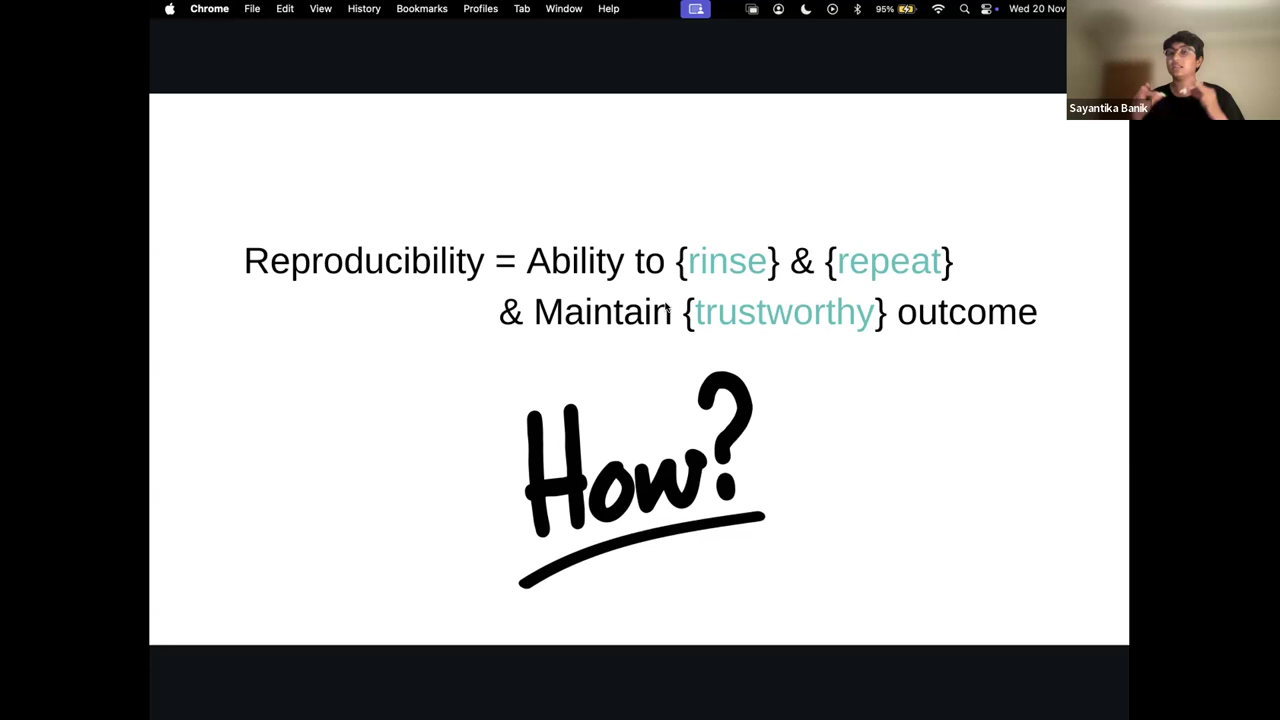 Chrome File Edit View History Bookmarks Profiles Tab Window Help 95% Wed 20 Nov
Sayantika Banik
Reproducibility = Ability to {rinse} & {repeat}
& Maintain {trustworthy} outcome
How?